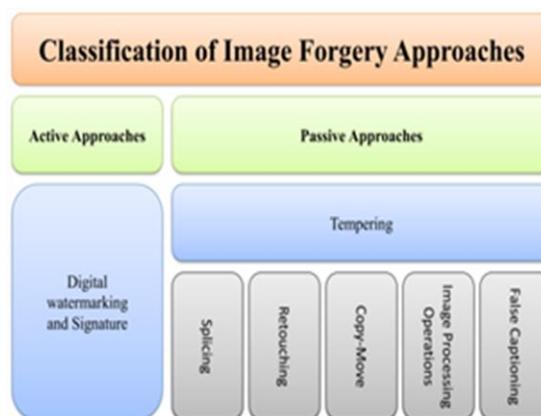 Classification of Image Forgery Approaches
Active Approaches
Passive Approaches
Tempering
Digital
watermarking
and Signature
Splicing
Retouching
Copy-Move
Image Processing
Operations
False Captioning